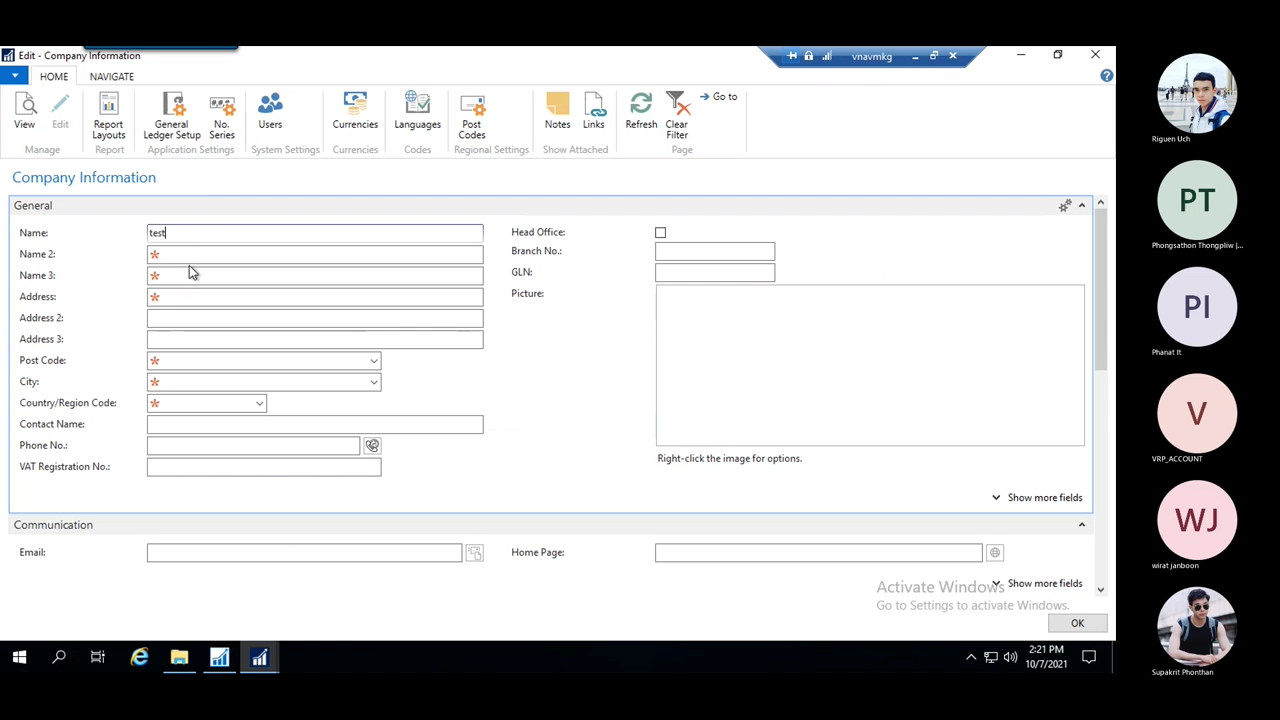 Edit - Company Information
vnavmkg
HOME
NAVIGATE
View
Edit
Report Layouts
General Ledger Setup
No. Series
Users
Currencies
Languages
Post Codes
Notes
Links
Refresh
Clear Filter
Go to
Manage
Report
Application Settings
System Settings
Currencies
Codes
Regional Settings
Show Attached
Page
Company Information
General
Name: test
Name 2: *
Name 3: *
Address: *
Address 2:
Address 3:
Post Code: *
City: *
Country/Region Code: *
Contact Name:
Phone No.:
VAT Registration No.:
Head Office:
Branch No.:
GLN:
Picture:
Right-click the image for options.
Show more fields
Communication
Email:
Home Page:
Show more fields
Activate Windows
Go to Settings to activate Windows.
OK
2:21 PM
10/7/2021
Riguen Uch
PT
Phongsathon Thongpliw |...
PI
Phanat It
V
VRP_ACCOUNT
WJ
wirat janboon
Supakrit Phonthan